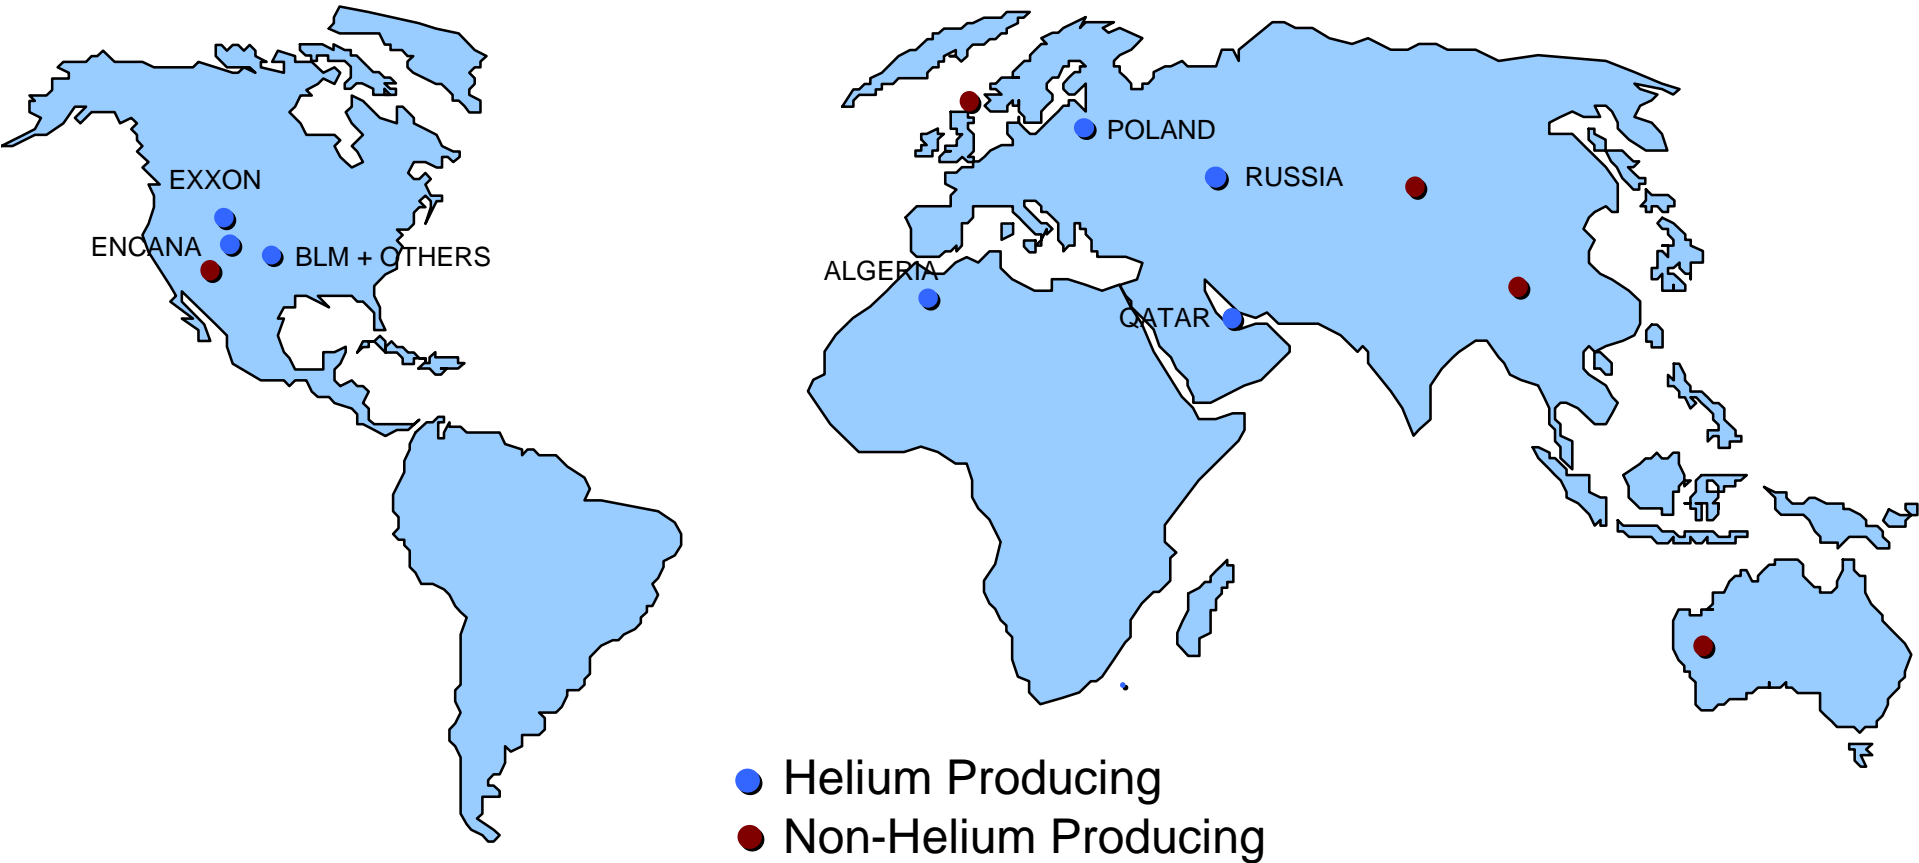 EXXON
ENCANA
BLM + OTHERS
POLAND
RUSSIA
ALGERIA
QATAR
Helium Producing
Non-Helium Producing